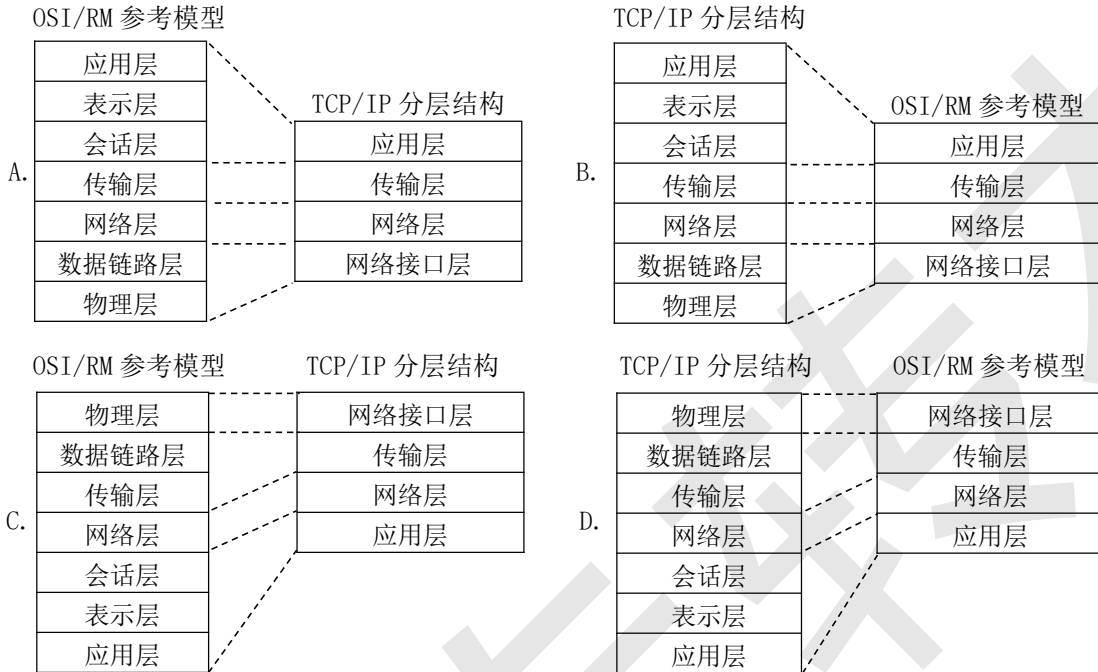 OSI/RM 参考模型
应用层
表示层
会话层
传输层
网络层
数据链路层
物理层
TCP/IP 分层结构
应用层
传输层
网络层
网络接口层
A.
TCP/IP 分层结构
应用层
表示层
会话层
传输层
网络层
数据链路层
物理层
OSI/RM 参考模型
应用层
传输层
网络层
网络接口层
B.
OSI/RM 参考模型
物理层
数据链路层
传输层
网络层
会话层
表示层
应用层
TCP/IP 分层结构
网络接口层
传输层
网络层
应用层
C.
TCP/IP 分层结构
物理层
数据链路层
传输层
网络层
会话层
表示层
应用层
OSI/RM 参考模型
网络接口层
传输层
网络层
应用层
D.